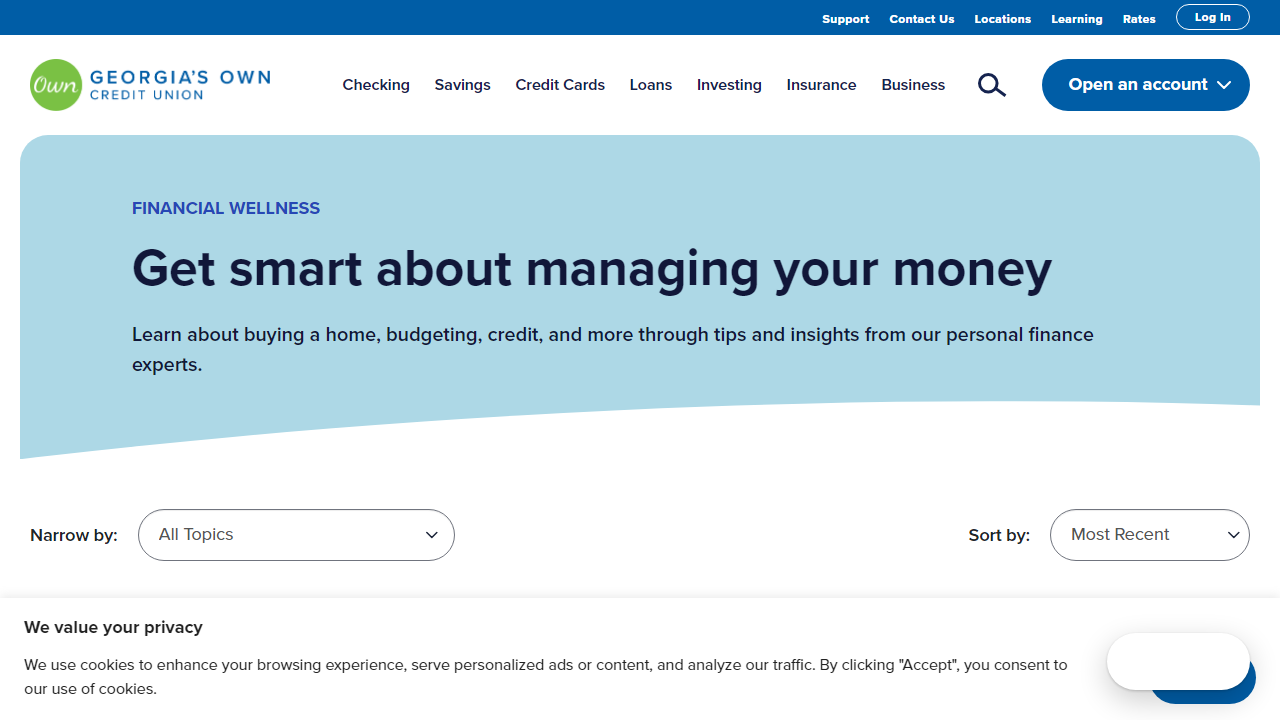 Support Contact Us Locations Learning Rates Log In
Own GEORGIA'S OWN
CREDIT UNION
Checking Savings Credit Cards Loans Investing Insurance Business Open an account
FINANCIAL WELLNESS
Get smart about managing your money
Learn about buying a home, budgeting, credit, and more through tips and insights from our personal finance
experts.
Narrow by: All Topics Sort by: Most Recent
We value your privacy
We use cookies to enhance your browsing experience, serve personalized ads or content, and analyze our traffic. By clicking "Accept", you consent to
our use of cookies.